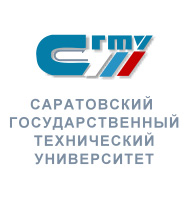 СГТУ
САРАТОВСКИЙ
ГОСУДАРСТВЕННЫЙ
ТЕХНИЧЕСКИЙ
УНИВЕРСИТЕТ